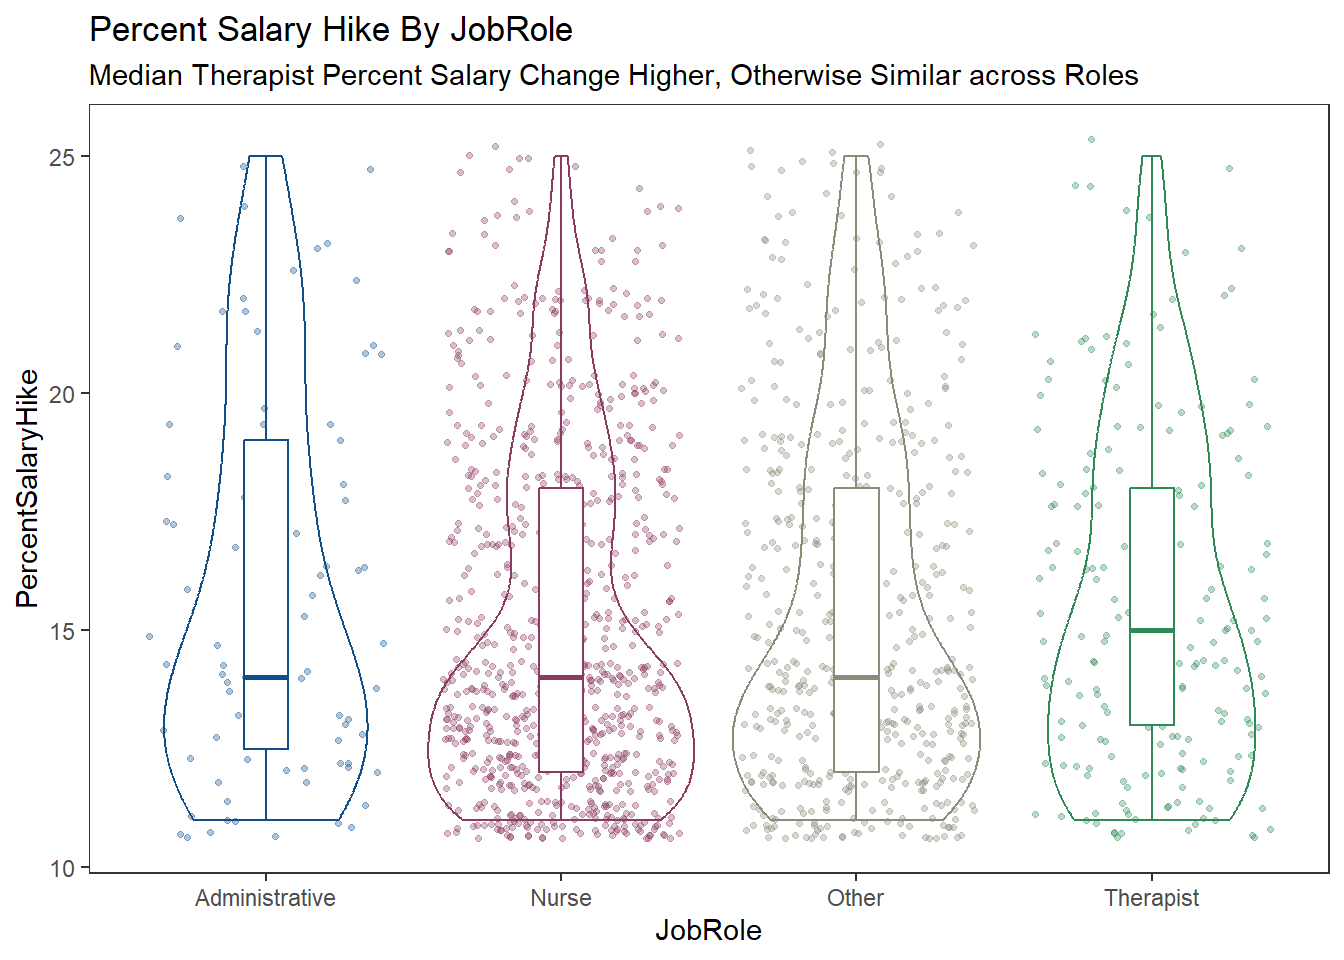 Percent Salary Hike By JobRole
Median Therapist Percent Salary Change Higher, Otherwise Similar across Roles
PercentSalaryHike
25
20
15
10
Administrative
Nurse
Other
Therapist
JobRole